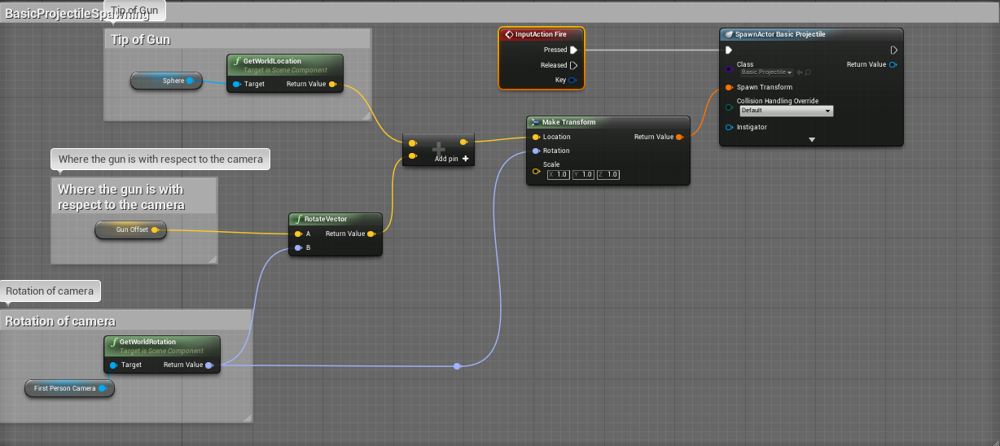 BasicProjectileSpawning
Tip of Gun
Tip of Gun
GetWorldLocation
Target is Scene Component
Sphere
Target
Return Value
InputAction Fire
Pressed
Released
Key
SpawnActor Basic Projectile
Class
Basic Projectile
Return Value
Spawn Transform
Collision Handling Override
Default
Instigator
Make Transform
Location
Return Value
Rotation
Scale
X 1.0 Y 1.0 Z 1.0
Add pin
Where the gun is with respect to the camera
Where the gun is with
respect to the camera
Gun Offset
RotateVector
A
Return Value
B
Rotation of camera
Rotation of camera
GetWorldRotation
Target is Scene Component
Target
Return Value
First Person Camera